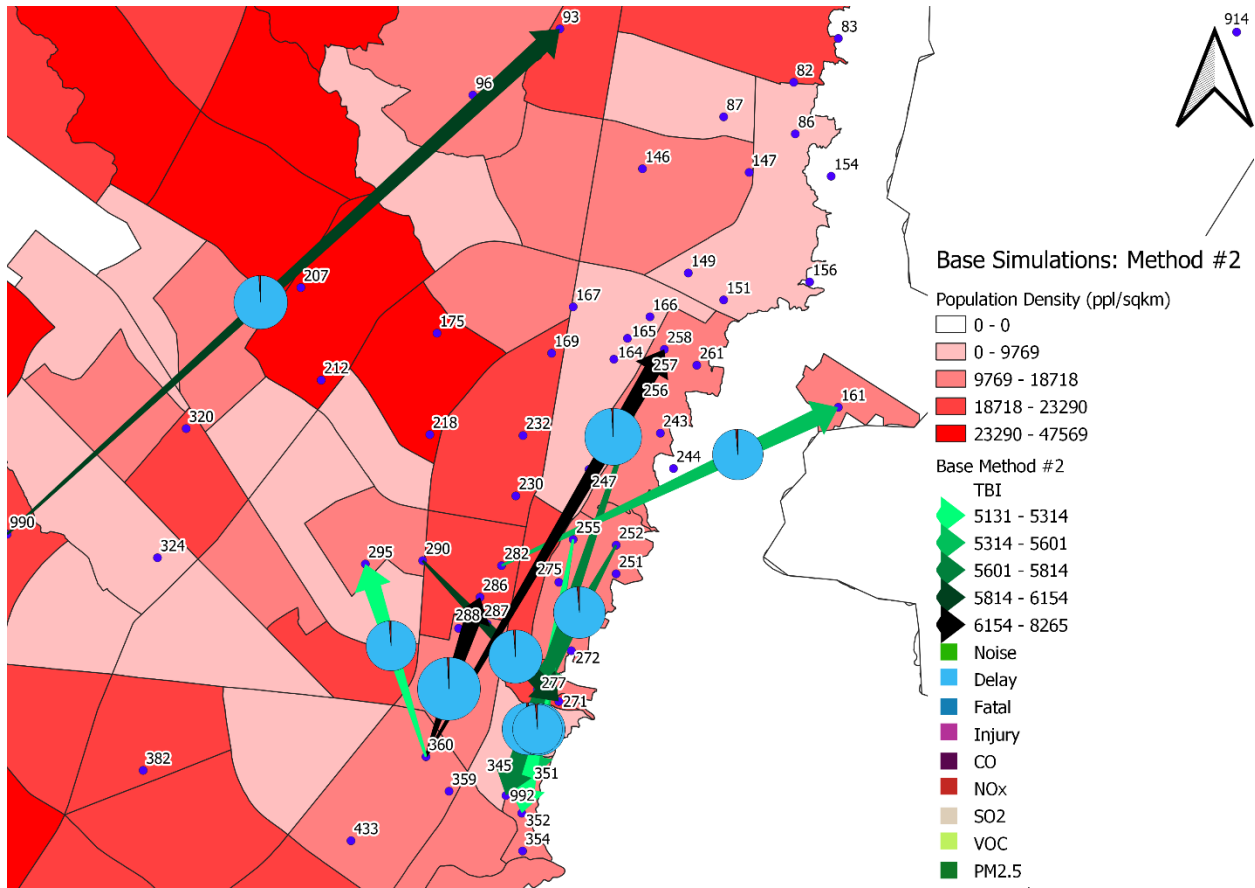 93
83
914
96
82
87
86
146
147
154
149
156
151
207
167
166
165
258
175
169
164
257
261
212
256
161
320
218
232
243
247
244
230
990
255
252
324
295
290
282
275
251
286
288
287
272
277
271
360
345
351
382
359
992
352
433
354
Base Simulations: Method #2
Population Density (ppl/sqkm)
0 - 0
0 - 9769
9769 - 18718
18718 - 23290
23290 - 47569
Base Method #2
TBI
5131 - 5314
5314 - 5601
5601 - 5814
5814 - 6154
6154 - 8265
Noise
Delay
Fatal
Injury
CO
NOx
SO2
VOC
PM2.5